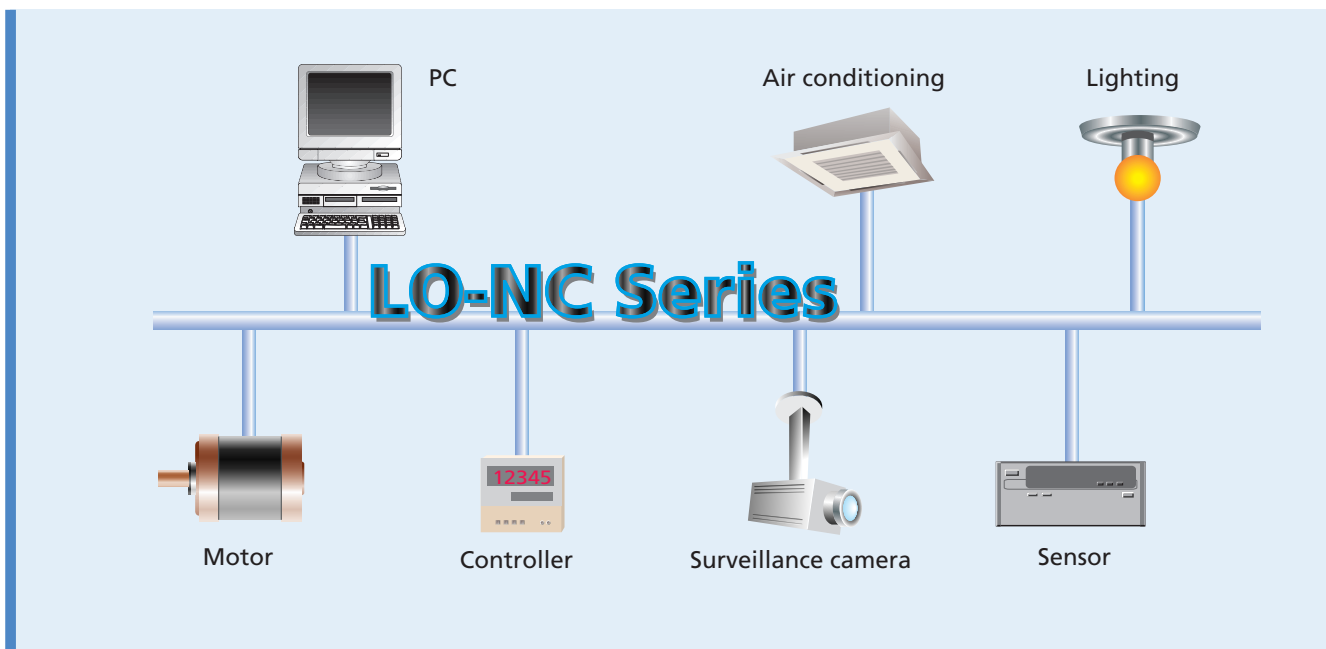 PC
Air conditioning
Lighting
LO-NC Series
12345
Motor
Controller
Surveillance camera
Sensor